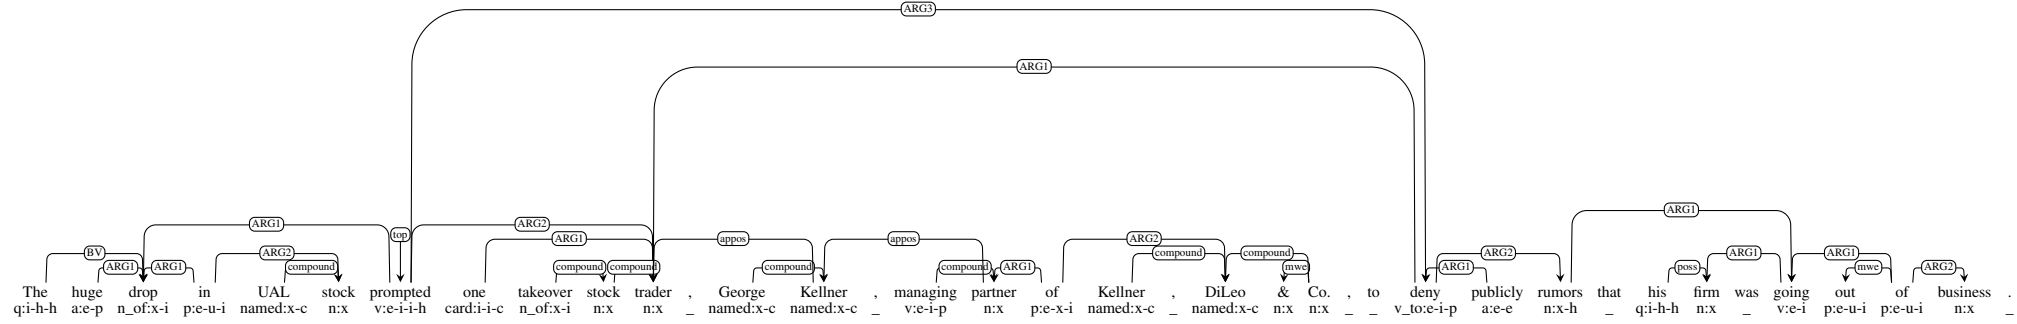 ARG3
ARG1
ARG1
ARG1 top ARG2
ARG1 appos appos ARG2
BV ARG2 compound compound ARG2 ARG1 ARG1
ARG1 ARG1 compound compound compound compound compound ARG1 mwe ARG1 poss mwe ARG2
The huge drop in UAL stock prompted one takeover stock trader , George Kellner , managing partner of Kellner , DiLeo & Co. , to deny publicly rumors that his firm was going out of business .
q:i-h-h a:e-p n_of:x-i p:e-u-i named:x-c n:x v:e-i-i-h card:i-i-c n_of:x-i n:x n:x _ named:x-c named:x-c _ v:e-i-p n:x p:e-x-i named:x-c _ named:x-c n:x n:x _ _ v_to:e-i-p a:e-e n:x-h _ q:i-h-h n:x _ v:e-i p:e-u-i p:e-u-i n:x _